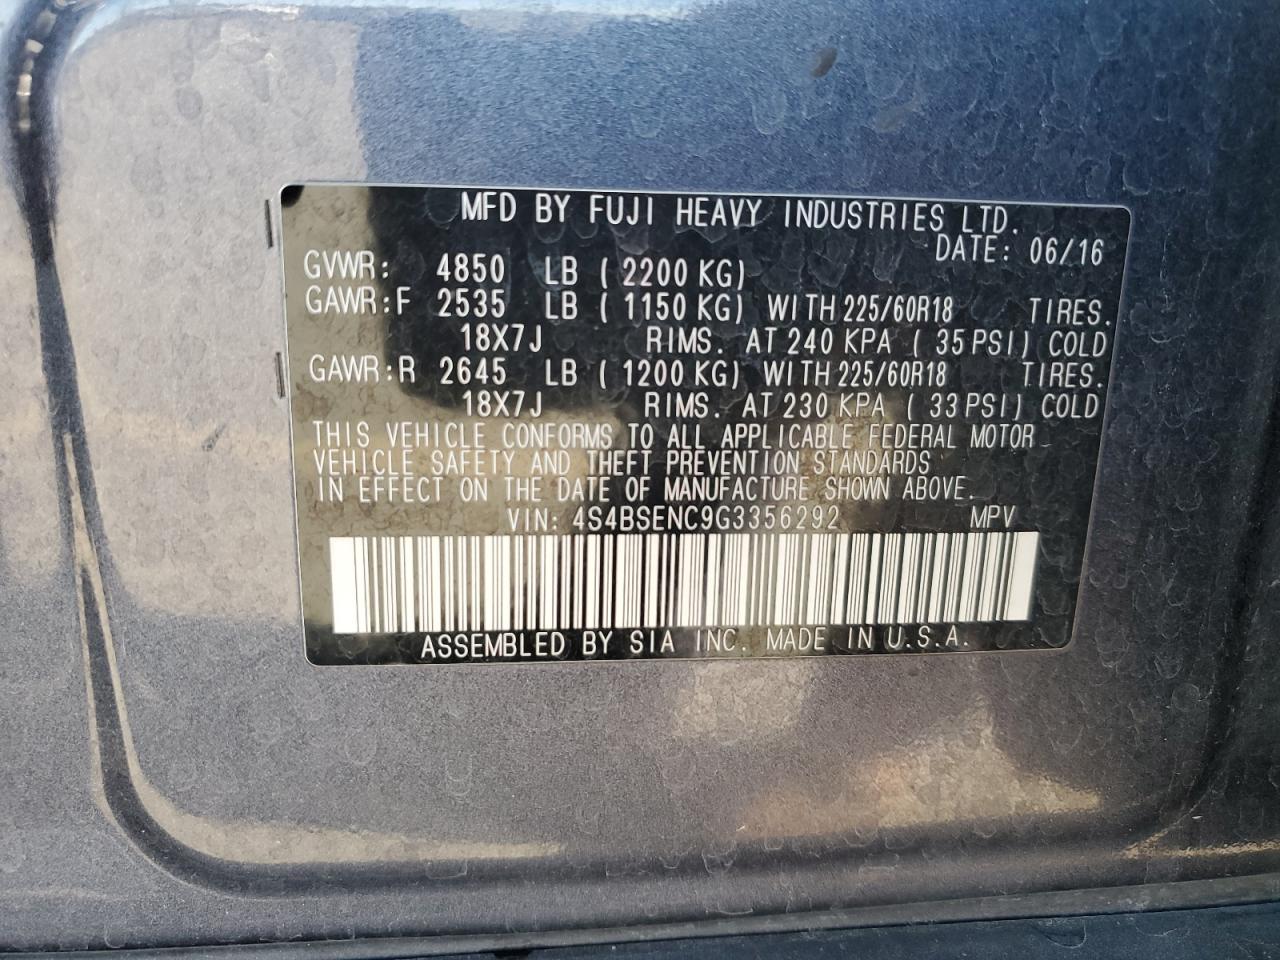 MFD BY FUJI HEAVY INDUSTRIES LTD.
DATE: 06/16
GVWR: 4850 LB ( 2200 KG)
GAWR:F 2535 LB ( 1150 KG) WITH 225/60R18 TIRES.
18X7J RIMS. AT 240 KPA ( 35 PSI) COLD
GAWR:R 2645 LB ( 1200 KG) WITH 225/60R18 TIRES.
18X7J RIMS. AT 230 KPA ( 33 PSI) COLD
THIS VEHICLE CONFORMS TO ALL APPLICABLE FEDERAL MOTOR
VEHICLE SAFETY AND THEFT PREVENTION STANDARDS
IN EFFECT ON THE DATE OF MANUFACTURE SHOWN ABOVE.
VIN: 4S4BSENC9G3356292 MPV
ASSEMBLED BY SIA INC. MADE IN U.S.A.